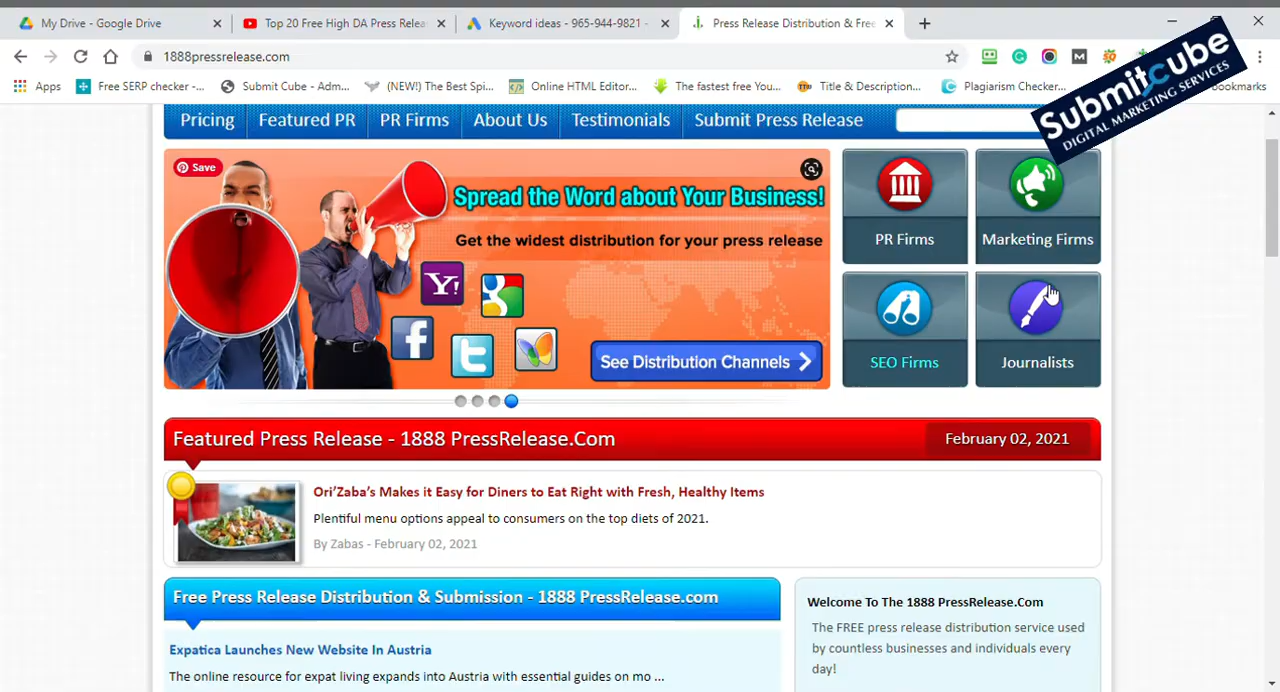 My Drive - Google Drive
Top 20 Free High DA Press Relea
Keyword ideas - 965-944-9821 -
Press Release Distribution & Free
1888pressrelease.com
Apps
Free SERP checker -...
Submit Cube - Adm...
(NEW!) The Best Spi...
Online HTML Editor...
The fastest free You...
Title & Description...
Plagiarism Checker...
ookmarks
Submitcube
DIGITAL MARKETING SERVICES
Pricing
Featured PR
PR Firms
About Us
Testimonials
Submit Press Release
Save
Spread the Word about Your Business!
Get the widest distribution for your press release
See Distribution Channels
PR Firms
Marketing Firms
SEO Firms
Journalists
Featured Press Release - 1888 PressRelease.Com
February 02, 2021
Ori'Zaba's Makes it Easy for Diners to Eat Right with Fresh, Healthy Items
Plentiful menu options appeal to consumers on the top diets of 2021.
By Zabas - February 02, 2021
Free Press Release Distribution & Submission - 1888 PressRelease.com
Expatica Launches New Website In Austria
The online resource for expat living expands into Austria with essential guides on mo ...
Welcome To The 1888 PressRelease.Com
The FREE press release distribution service used
by countless businesses and individuals every
day!